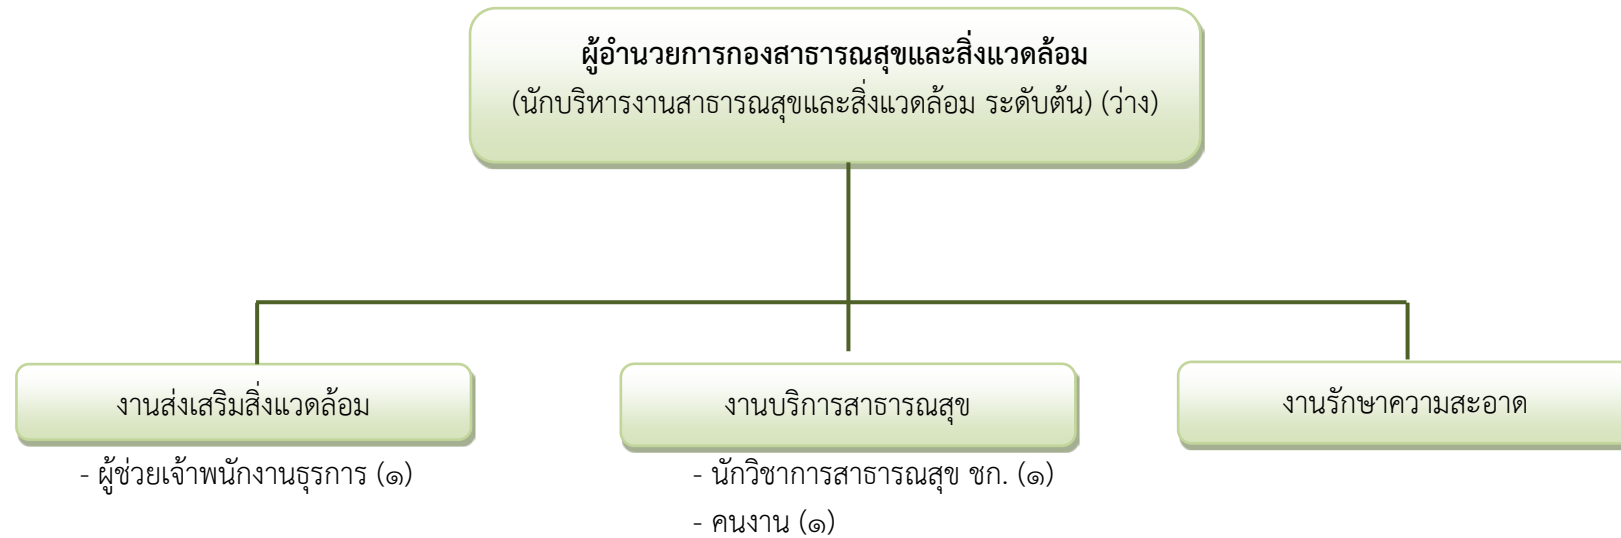 ผู้อำนวยการกองสาธารณสุขและสิ่งแวดล้อม
(นักบริหารงานสาธารณสุขและสิ่งแวดล้อม ระดับต้น) (ว่าง)
งานส่งเสริมสิ่งแวดล้อม
- ผู้ช่วยเจ้าพนักงานธุรการ (๑)
งานบริการสาธารณสุข
- นักวิชาการสาธารณสุข ชก. (๑)
- คนงาน (๑)
งานรักษาความสะอาด